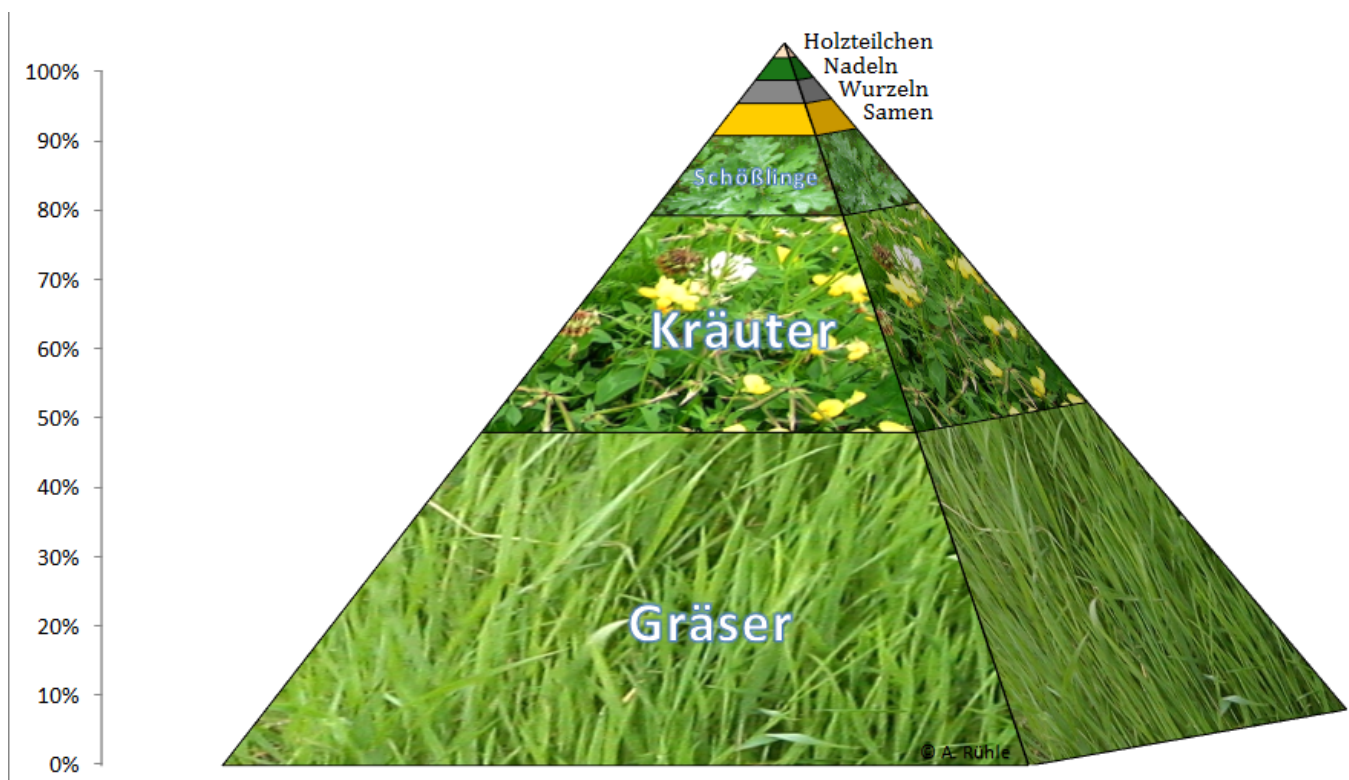 Holzteilchen
100%
Nadeln
Wurzeln
Samen
90%
Schößlinge
80%
70%
Kräuter
60%
50%
40%
30%
Gräser
20%
10%
© A. Rühle
0%